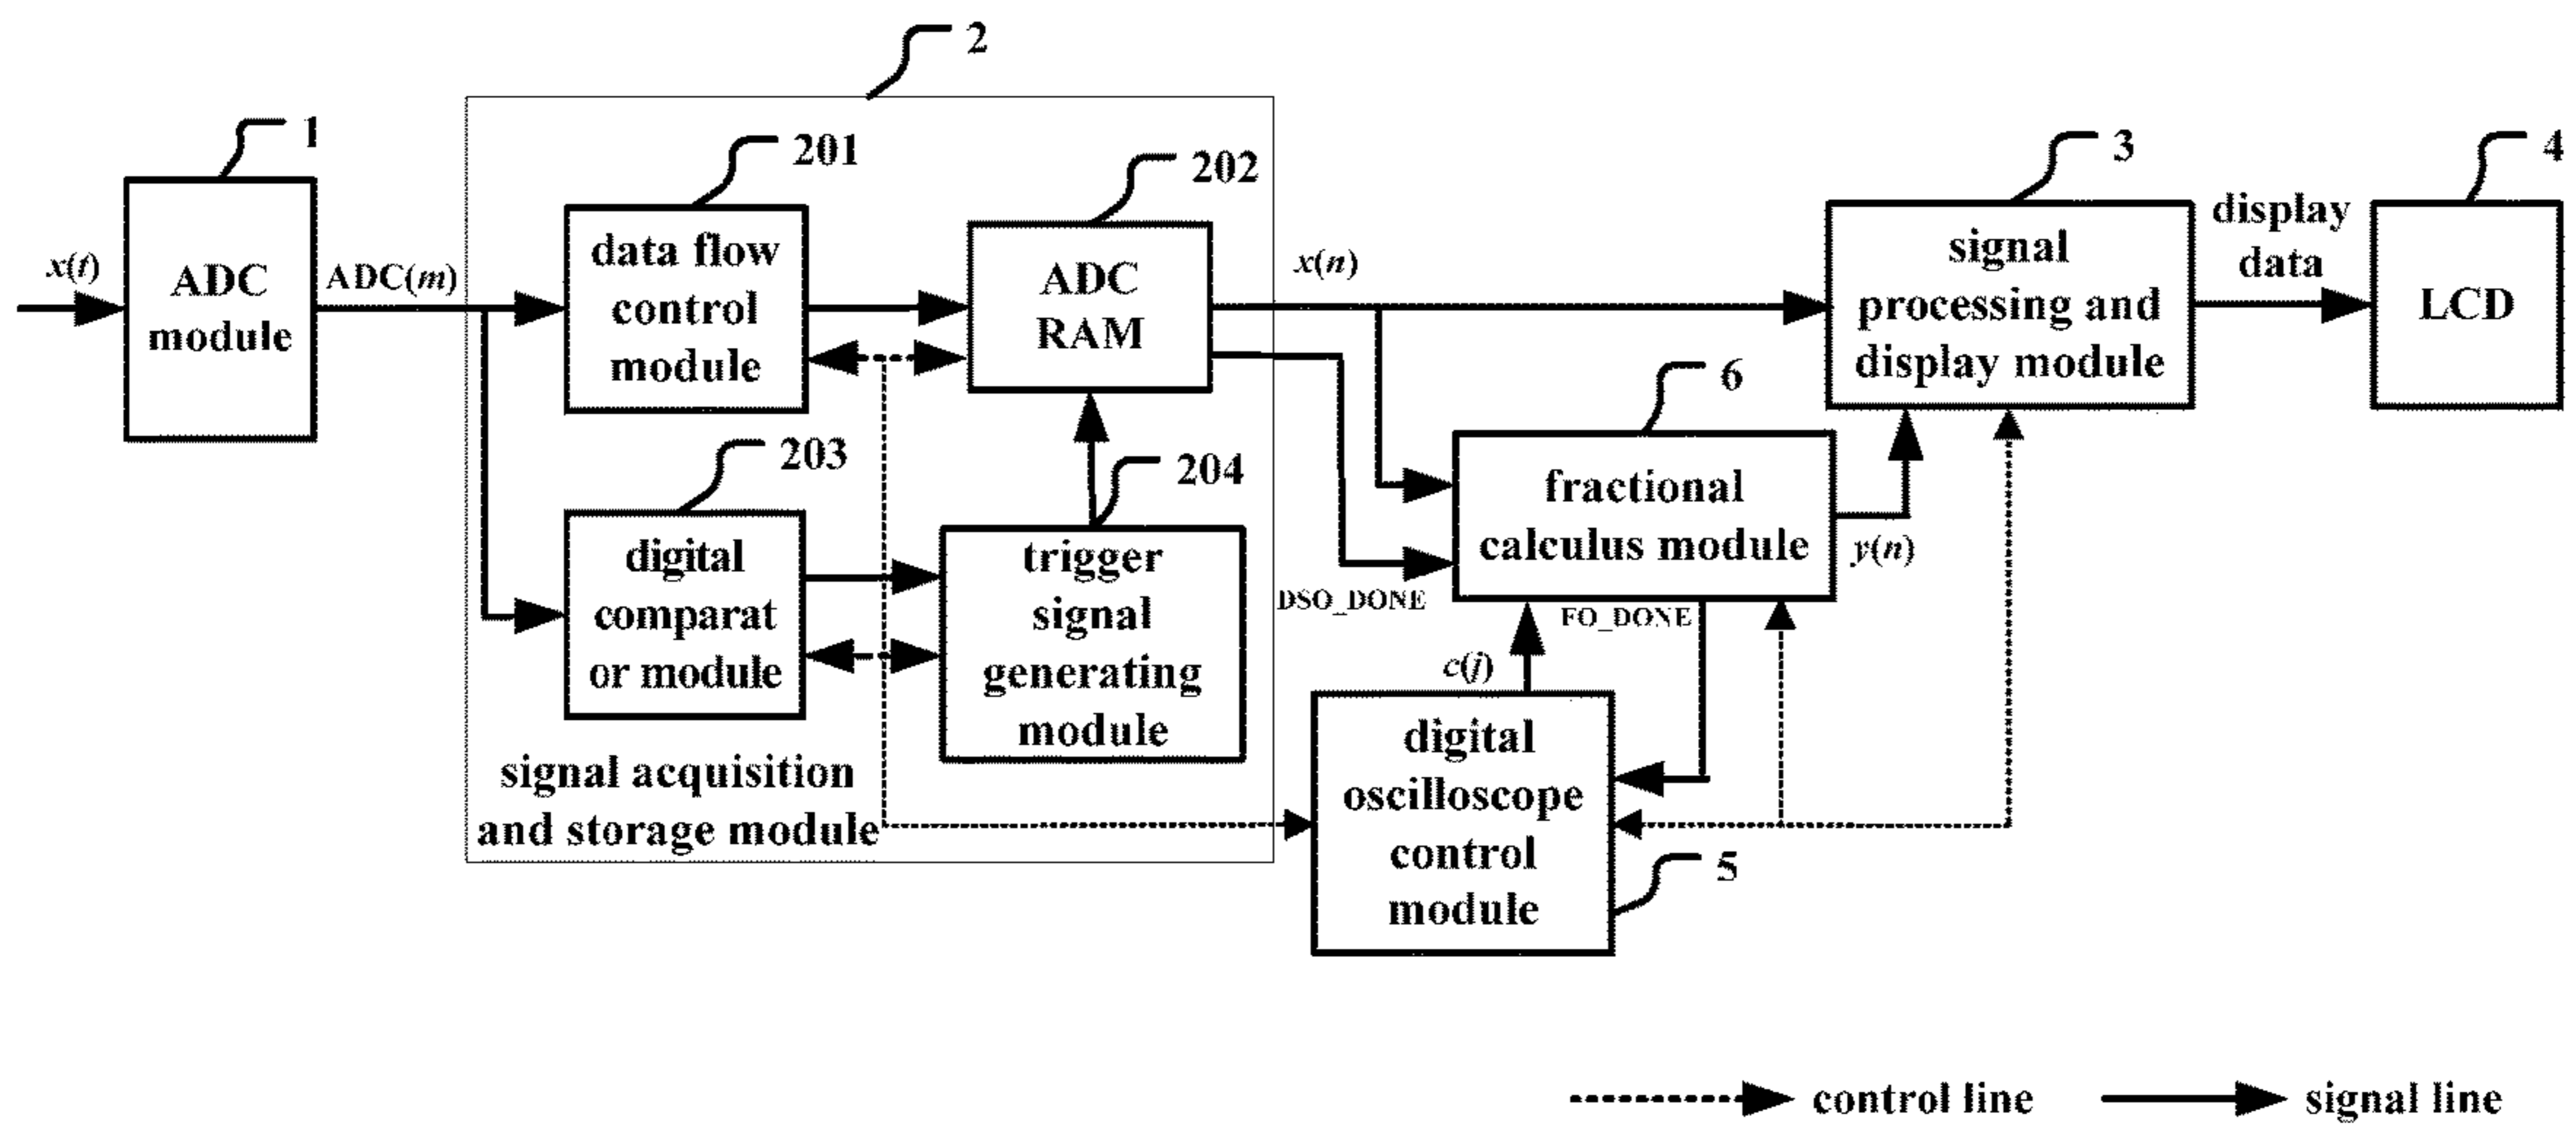 2
1
201
202
3
4
x(t)
ADC
module
ADC(m)
data flow
control
module
ADC
RAM
x(n)
signal
processing and
display module
display
data
LCD
203
204
6
digital
comparat
or module
trigger
signal
generating
module
fractional
calculus module
y(n)
DSO_DONE
FO_DONE
c(j)
signal acquisition
and storage module
digital
oscilloscope
control
module
5
control line
signal line